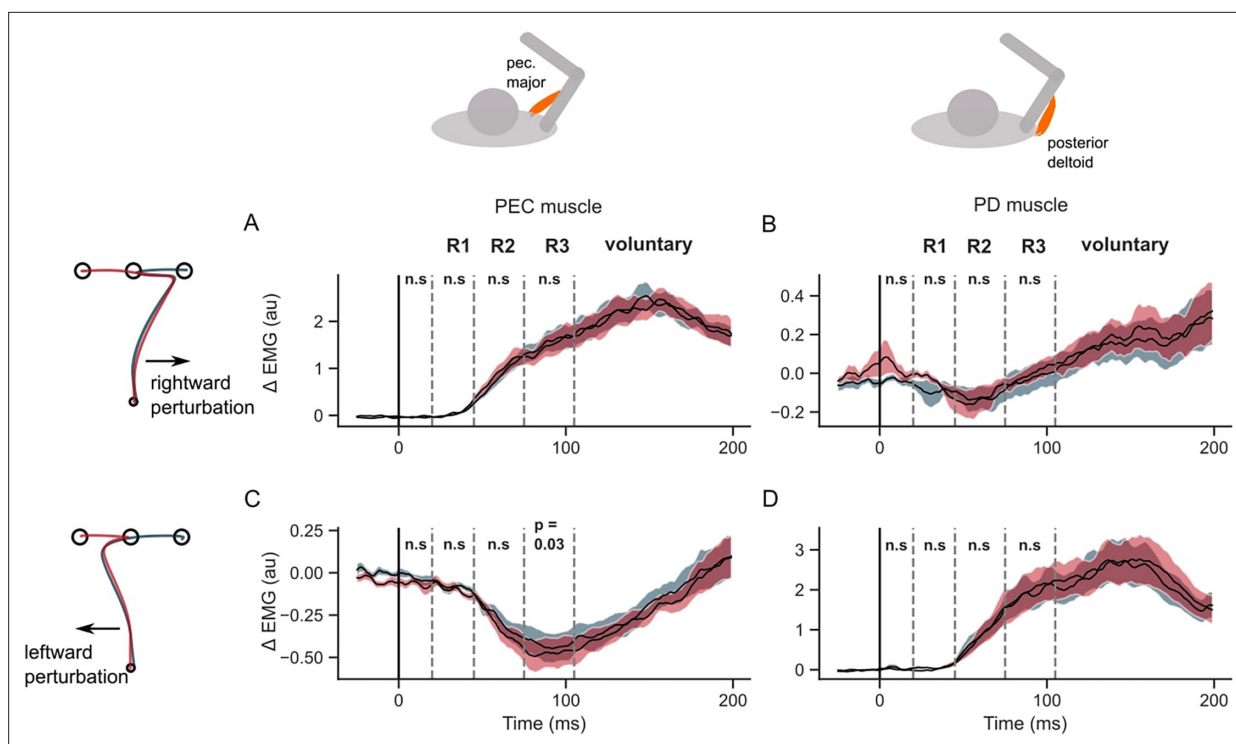 pec.
major
posterior
deltoid
A
PEC muscle
B
PD muscle
R1 R2 R3 voluntary
R1 R2 R3 voluntary
n.s n.s n.s n.s
n.s n.s n.s n.s
Δ EMG (au)
2
1
0
0 100 200
Δ EMG (au)
0.4
0.2
0.0
−0.2
0 100 200
rightward
perturbation
C
D
n.s n.s n.s p =
0.03
n.s n.s n.s n.s
Δ EMG (au)
0.25
0.00
−0.25
−0.50
0 100 200
Time (ms)
3
2
1
0
0 100 200
Time (ms)
leftward
perturbation